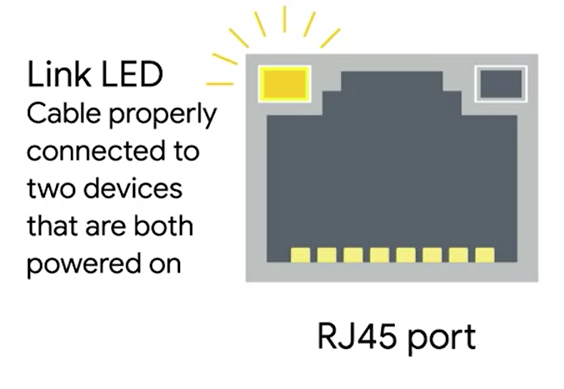 Link LED
Cable properly
connected to
two devices
that are both
powered on
RJ45 port